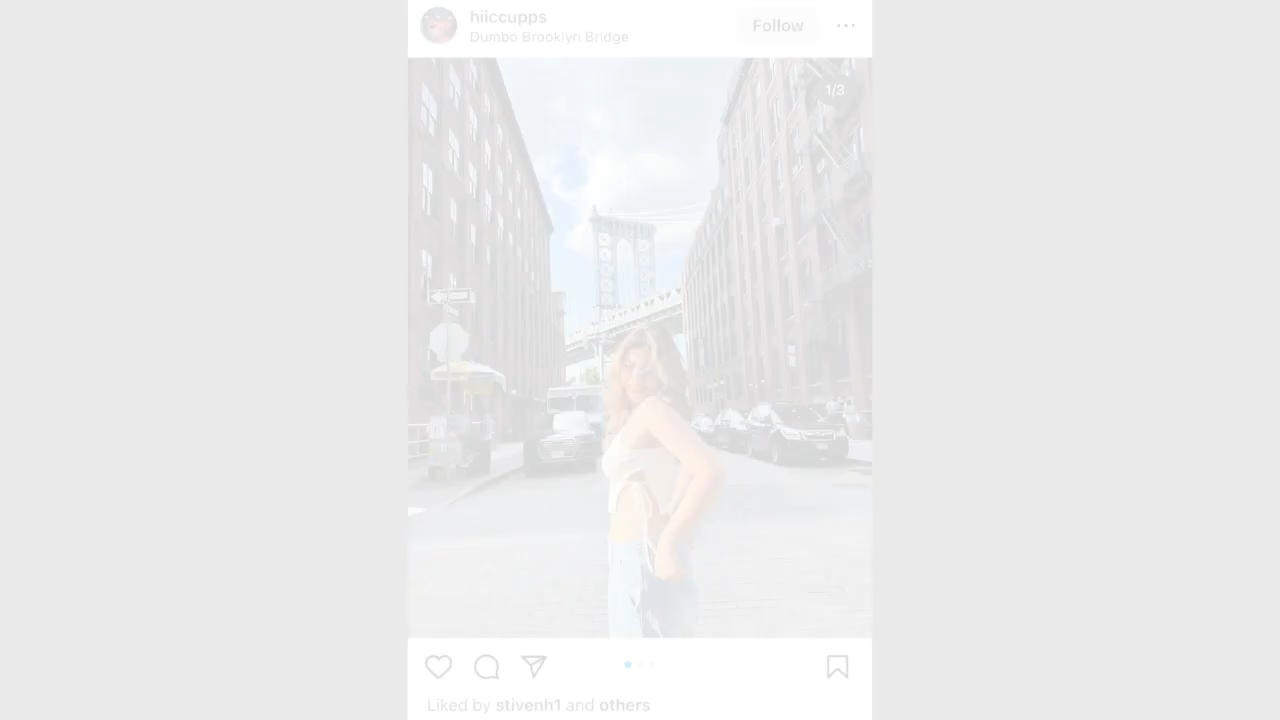 hiiccupps
Dumbo Brooklyn Bridge
Follow
1/3
Liked by stivenh1 and others